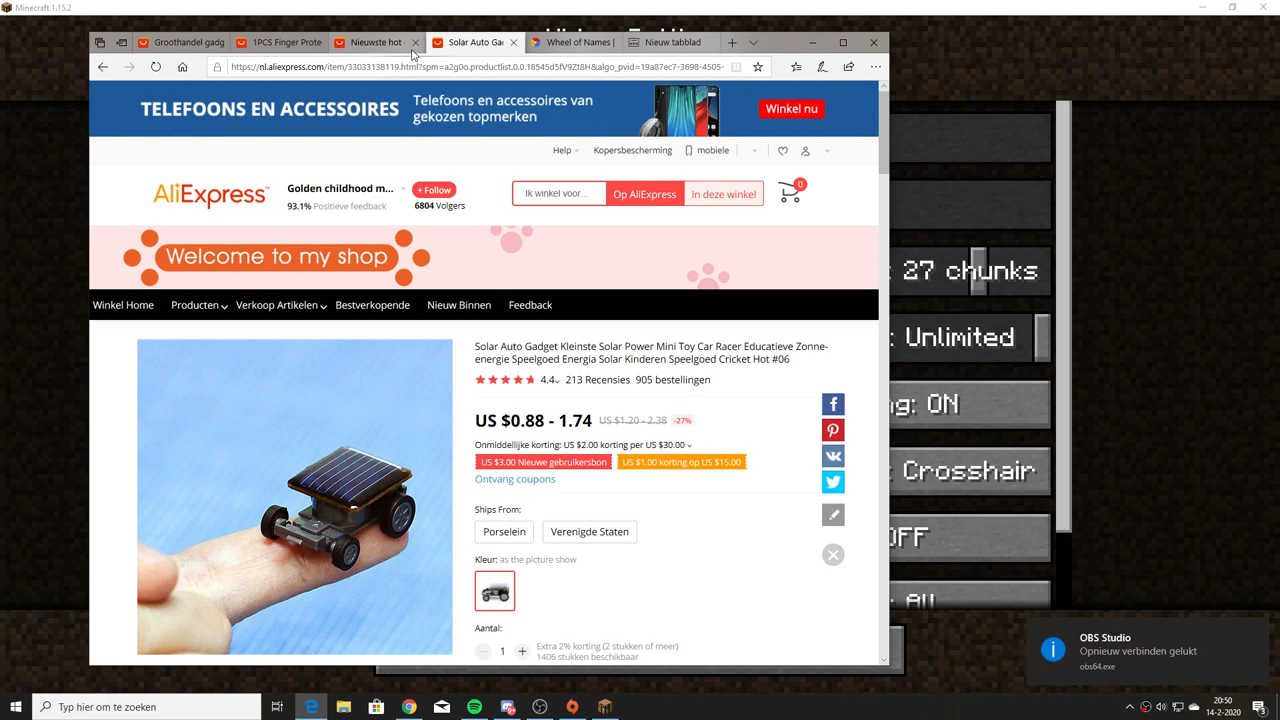 Minecraft 1.15.2
Groothandel gadg
1PCS Finger Prote
Nieuwste hot
Solar Auto Ga
Wheel of Names |
Nieuw tabblad
https://nl.aliexpress.com/item/33033138119.html?spm=a2g0o.productlist.0.0.18545d5fV9Zt8H&algo_pvid=19a87ec7-3698-4505-
TELEFOONS EN ACCESSOIRES
Telefoons en accessoires van
gekozen topmerken
Winkel nu
Help
Kopersbescherming
mobiele
AliExpress
Golden childhood m...
93.1% Positieve feedback
+ Follow
6804 Volgers
Ik winkel voor...
Op AliExpress
In deze winkel
0
Welcome to my shop
Winkel Home
Producten
Verkoop Artikelen
Bestverkopende
Nieuw Binnen
Feedback
Solar Auto Gadget Kleinste Solar Power Mini Toy Car Racer Educatieve Zonne-
energie Speelgoed Energia Solar Kinderen Speelgoed Cricket Hot #06
4.4
213 Recensies
905 bestellingen
US $0.88 - 1.74
US $1.20 - 2.38
-27%
Onmiddellijke korting: US $2.00 korting per US $30.00
US $3.00 Nieuwe gebruikersbon
US $1.00 korting op US $15.00
Ontvang coupons
Ships From:
Porselein
Verenigde Staten
Kleur: as the picture show
Aantal:
1
Extra 2% korting (2 stukken of meer)
1406 stukken beschikbaar
: 27 chunks
: Unlimited
ng: ON
: Crosshair
OFF
: All
OBS Studio
Opnieuw verbinden gelukt
obs64.exe
Typ hier om te zoeken
20:50
14-2-2020
3